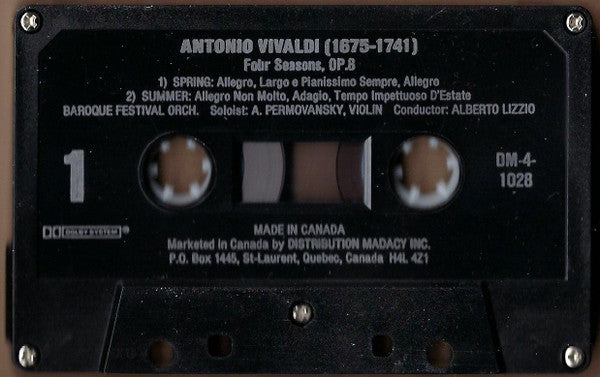 ANTONIO VIVALDI (1675-1741)
Four Seasons, OP.8
1) SPRING: Allegro, Largo e Pianissimo Sempre, Allegro
2) SUMMER: Allegro Non Molto, Adagio, Tempo Impettuoso D'Estate
BAROQUE FESTIVAL ORCH. Soloist: A. PERMOVANSKY, VIOLIN Conductor: ALBERTO LIZZIO
1
DM-4-
1028
DOLBY SYSTEM®
MADE IN CANADA
Marketed in Canada by DISTRIBUTION MADACY INC.
P.O. Box 1445, St-Laurent, Quebec, Canada H4L 4Z1